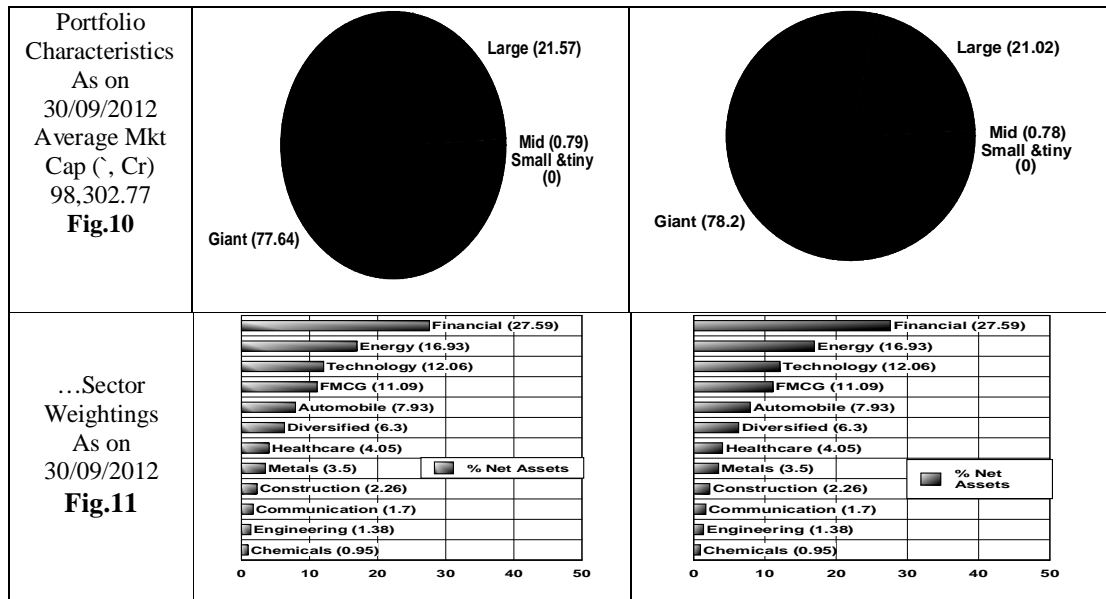 Portfolio
Characteristics
As on
30/09/2012
Average Mkt
Cap (`, Cr)
98,302.77
Fig.10
Large (21.57)
Mid (0.79)
Small &tiny
(0)
Giant (77.64)
Large (21.02)
Mid (0.78)
Small &tiny
(0)
Giant (78.2)
…Sector
Weightings
As on
30/09/2012
Fig.11
Financial (27.59)
Energy (16.93)
Technology (12.06)
FMCG (11.09)
Automobile (7.93)
Diversified (6.3)
Healthcare (4.05)
Metals (3.5)
% Net Assets
Construction (2.26)
Communication (1.7)
Engineering (1.38)
Chemicals (0.95)
0 10 20 30 40 50
Financial (27.59)
Energy (16.93)
Technology (12.06)
FMCG (11.09)
Automobile (7.93)
Diversified (6.3)
Healthcare (4.05)
Metals (3.5)
% Net
Assets
Construction (2.26)
Communication (1.7)
Engineering (1.38)
Chemicals (0.95)
0 10 20 30 40 50